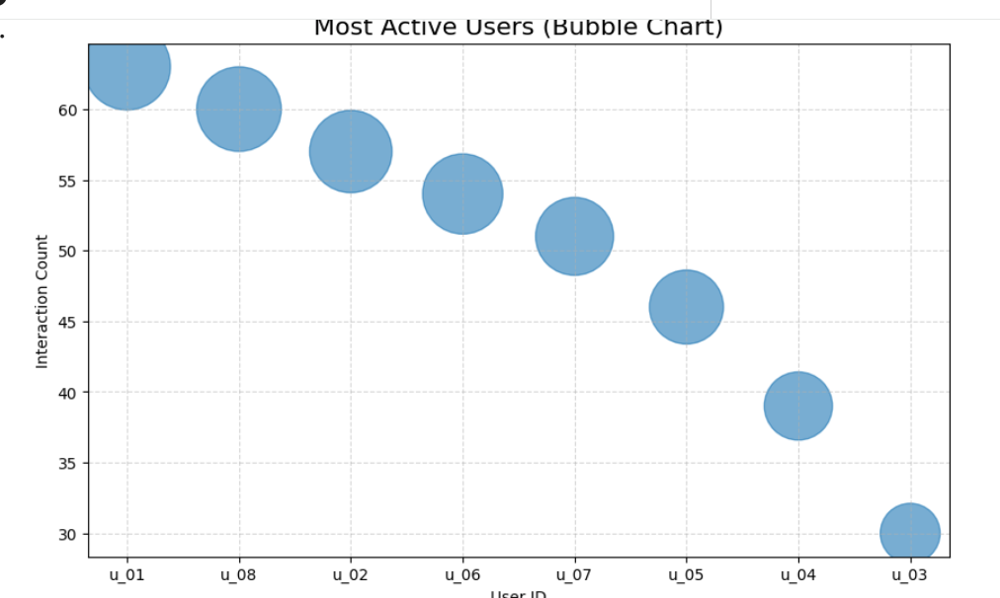 Most Active Users (Bubble Chart)
60
55
50
45
40
35
30
Interaction Count
u_01 u_08 u_02 u_06 u_07 u_05 u_04 u_03
User ID